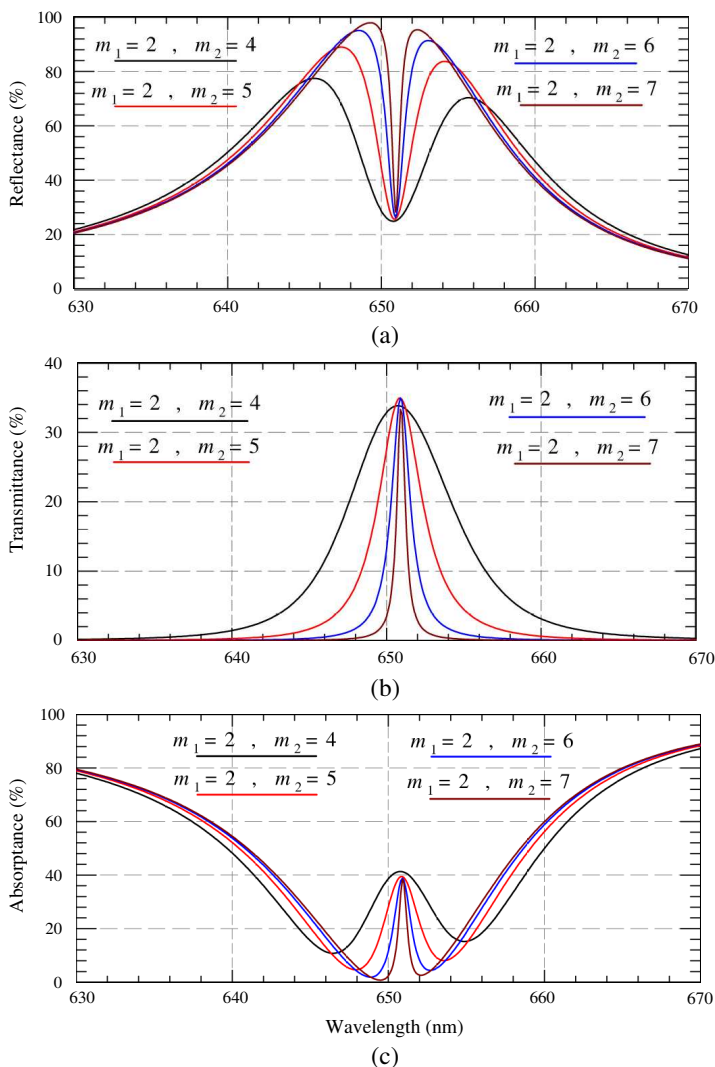 100
80
60
40
20
0
Reflectance (%)
m1=2 , m2=4
m1=2 , m2=5
m1=2 , m2=6
m1=2 , m2=7
630 640 650 660 670
(a)
40
30
20
10
0
Transmittance (%)
m1=2 , m2=4
m1=2 , m2=5
m1=2 , m2=6
m1=2 , m2=7
630 640 650 660 670
(b)
100
80
60
40
20
0
Absorptance (%)
m1=2 , m2=4
m1=2 , m2=5
m1=2 , m2=6
m1=2 , m2=7
630 640 650 660 670
Wavelength (nm)
(c)